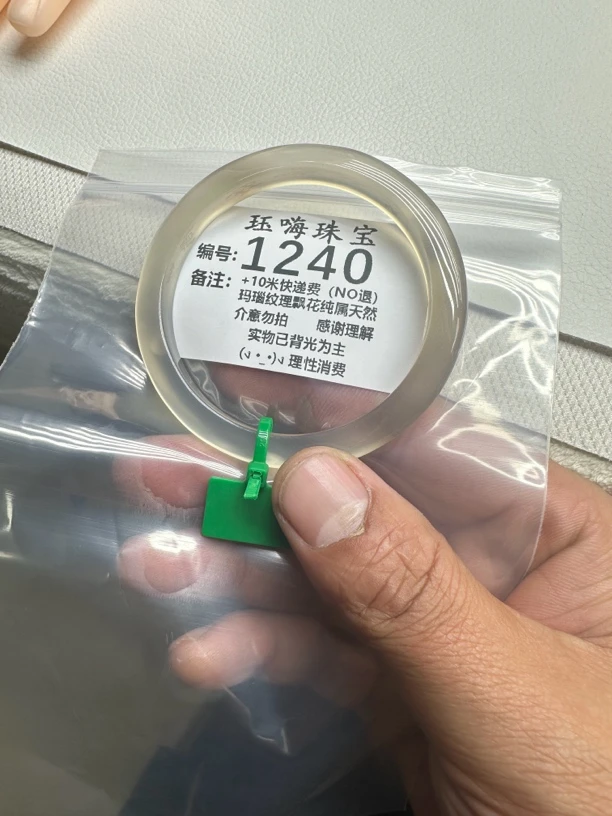 珏嗨珠宝
编号:1240
备注: +10米快递费 (NO退)
玛瑙纹理飘花纯属天然
介意勿拍 感谢理解
实物已背光为主
理性消费